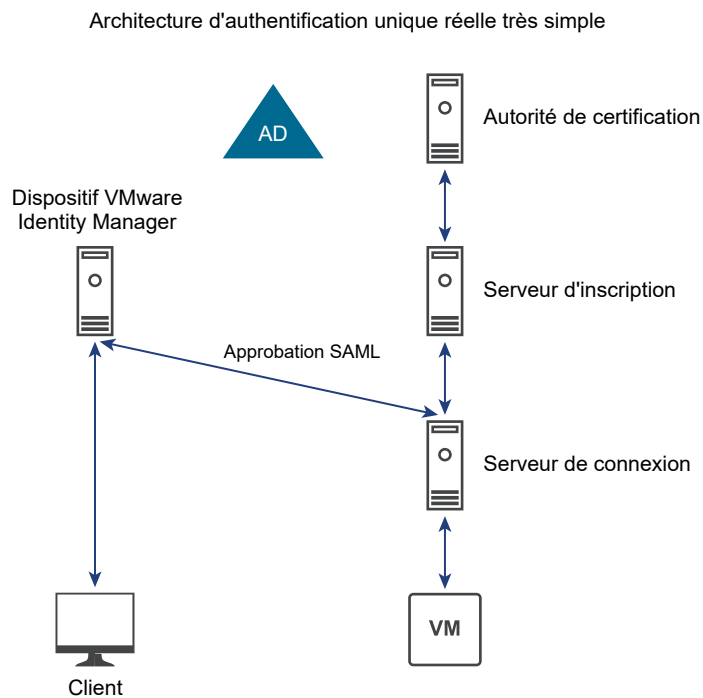 Architecture d'authentification unique réelle très simple
AD
Autorité de certification
Dispositif VMware
Identity Manager
Serveur d'inscription
Approbation SAML
Serveur de connexion
VM
Client